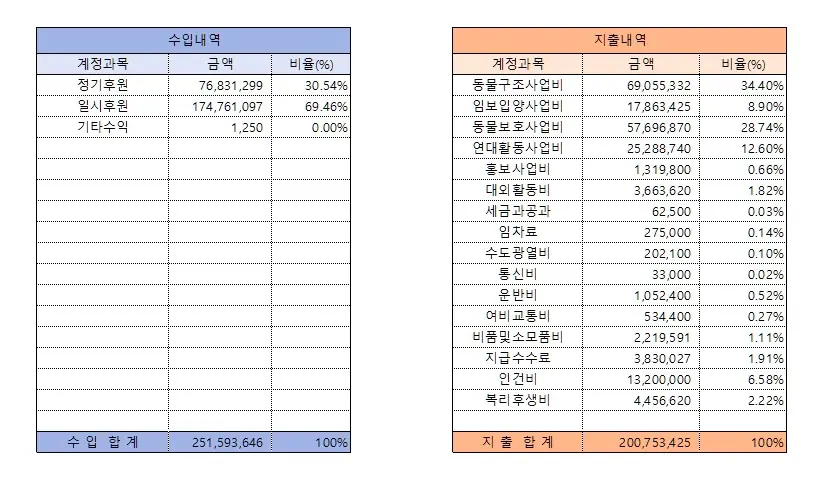 수입내역
계정과목 금액 비율(%)
정기후원 76,831,299 30.54%
일시후원 174,761,097 69.46%
기타수익 1,250 0.00%
수 입 합 계 251,593,646 100%
지출내역
계정과목 금액 비율(%)
동물구조사업비 69,055,332 34.40%
임보입양사업비 17,863,425 8.90%
동물보호사업비 57,696,870 28.74%
연대활동사업비 25,288,740 12.60%
홍보사업비 1,319,800 0.66%
대외활동비 3,663,620 1.82%
세금과공과 62,500 0.03%
임차료 275,000 0.14%
수도광열비 202,100 0.10%
통신비 33,000 0.02%
운반비 1,052,400 0.52%
여비교통비 534,400 0.27%
비품및소모품비 2,219,591 1.11%
지급수수료 3,830,027 1.91%
인건비 13,200,000 6.58%
복리후생비 4,456,620 2.22%
지 출 합 계 200,753,425 100%